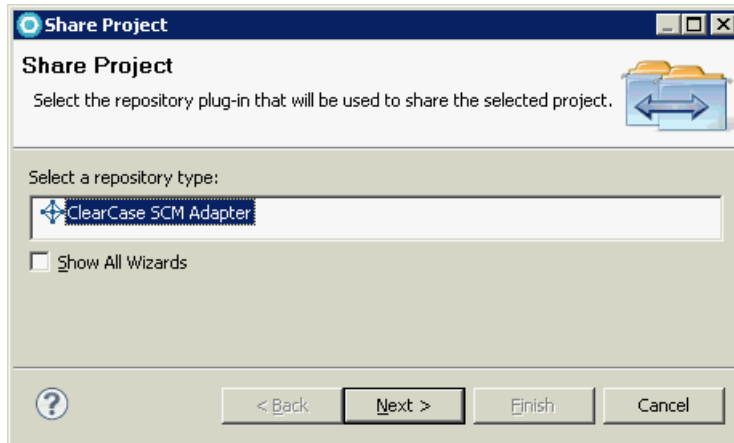 Share Project
Share Project
Select the repository plug-in that will be used to share the selected project.
Select a repository type:
ClearCase SCM Adapter
Show All Wizards
?
< Back
Next >
Finish
Cancel